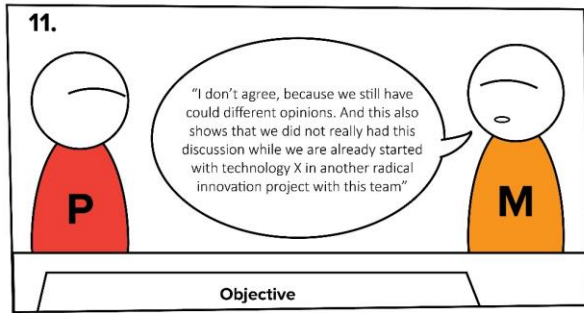 11.
“I don’t agree, because we still have
could different opinions. And this also
shows that we did not really had this
discussion while we are already started
with technology X in another radical
innovation project with this team”
P
M
Objective